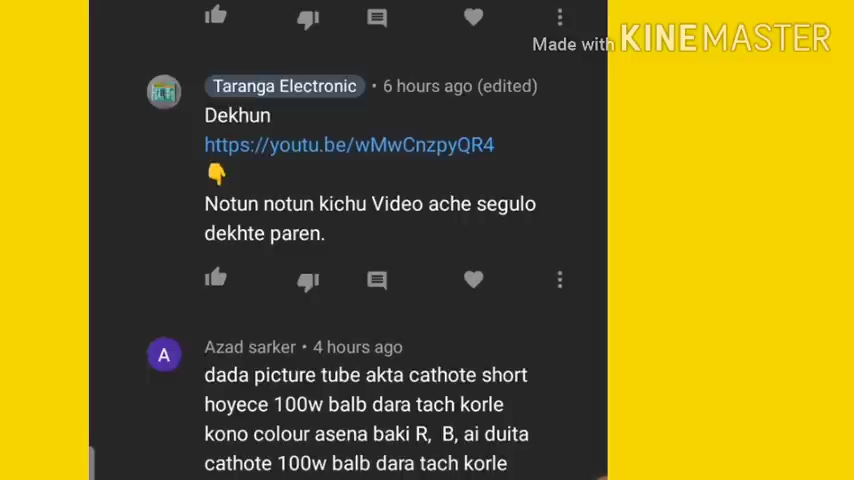 Made with KINEMASTER
Taranga Electronic • 6 hours ago (edited)
Dekhun
https://youtu.be/wMwCnzpyQR4
👇
Notun notun kichu Video ache segulo
dekhte paren.
A
Azad sarker • 4 hours ago
dada picture tube akta cathote short
hoyece 100w balb dara tach korle
kono colour asena baki R, B, ai duita
cathote 100w balb dara tach korle